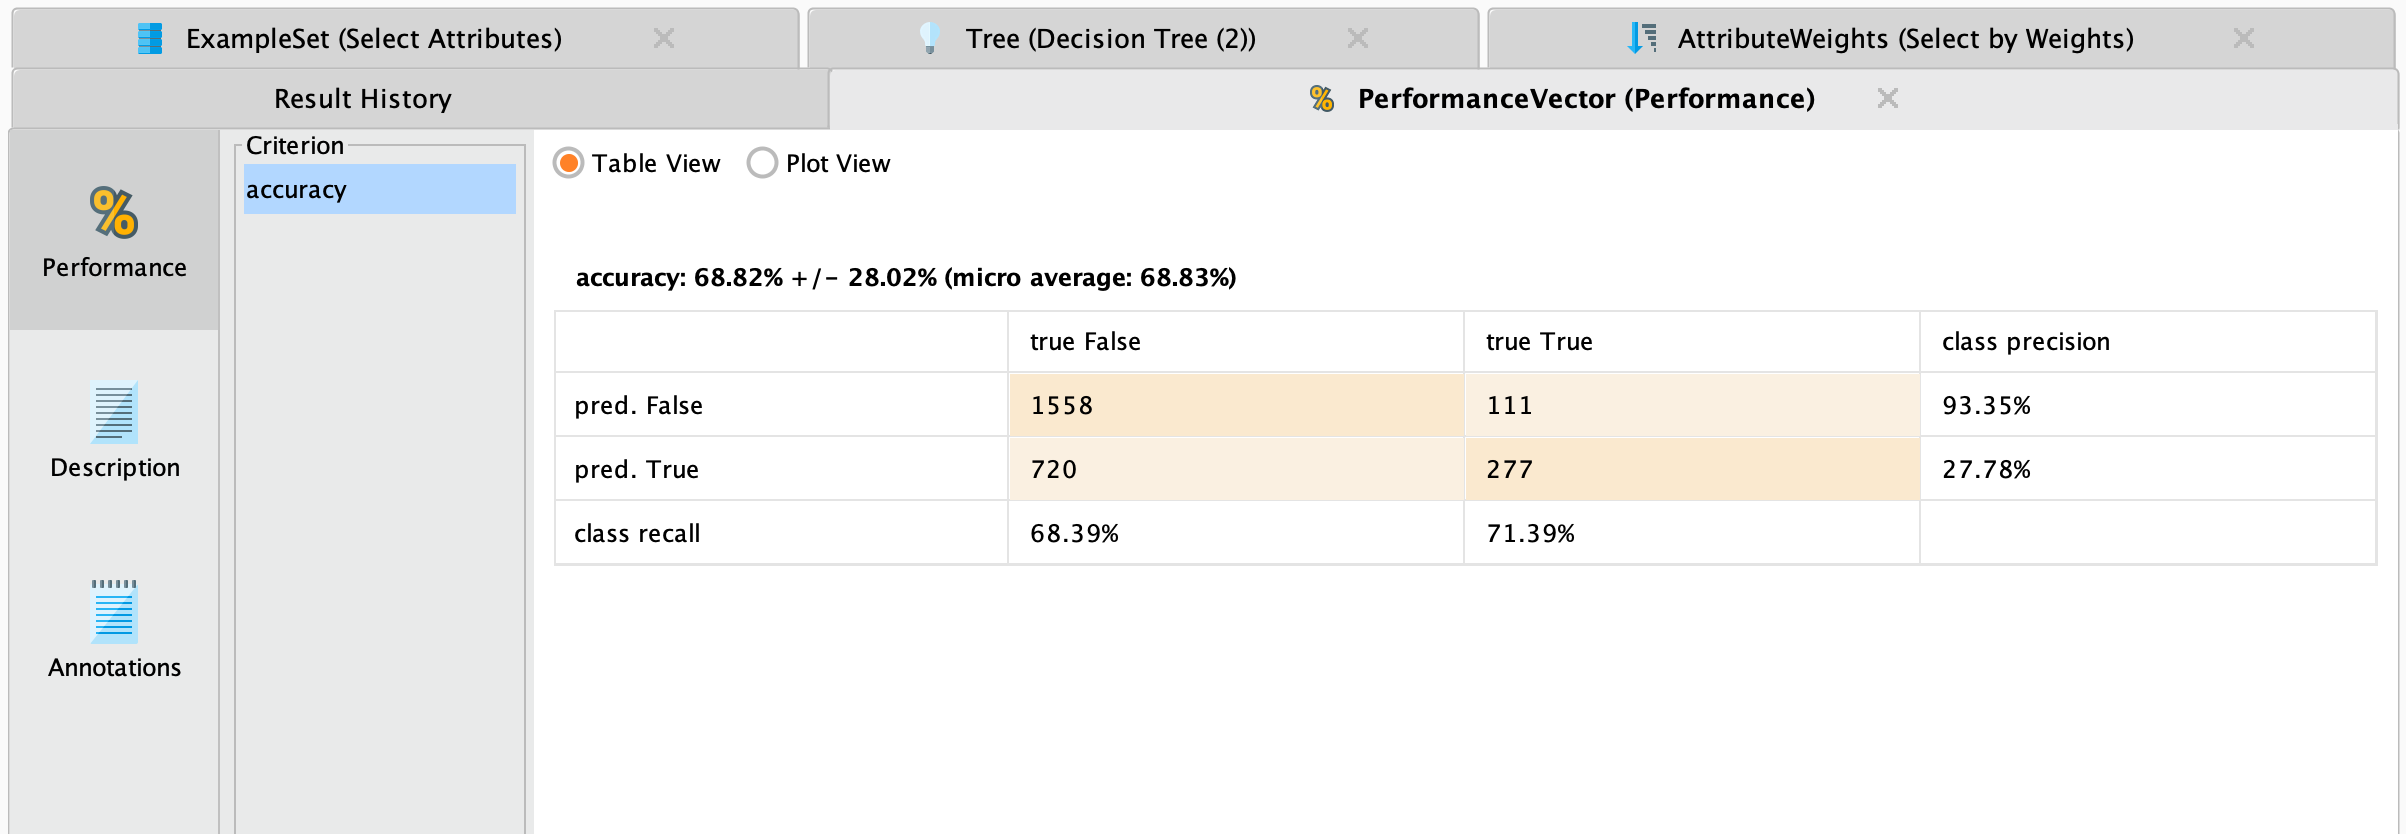 ExampleSet (Select Attributes)
Tree (Decision Tree (2))
AttributeWeights (Select by Weights)
Result History
% PerformanceVector (Performance)
%
Performance
Description
Annotations
Criterion
accuracy
Table View
Plot View
accuracy: 68.82% +/- 28.02% (micro average: 68.83%)
true False true True class precision
pred. False 1558 111 93.35%
pred. True 720 277 27.78%
class recall 68.39% 71.39%